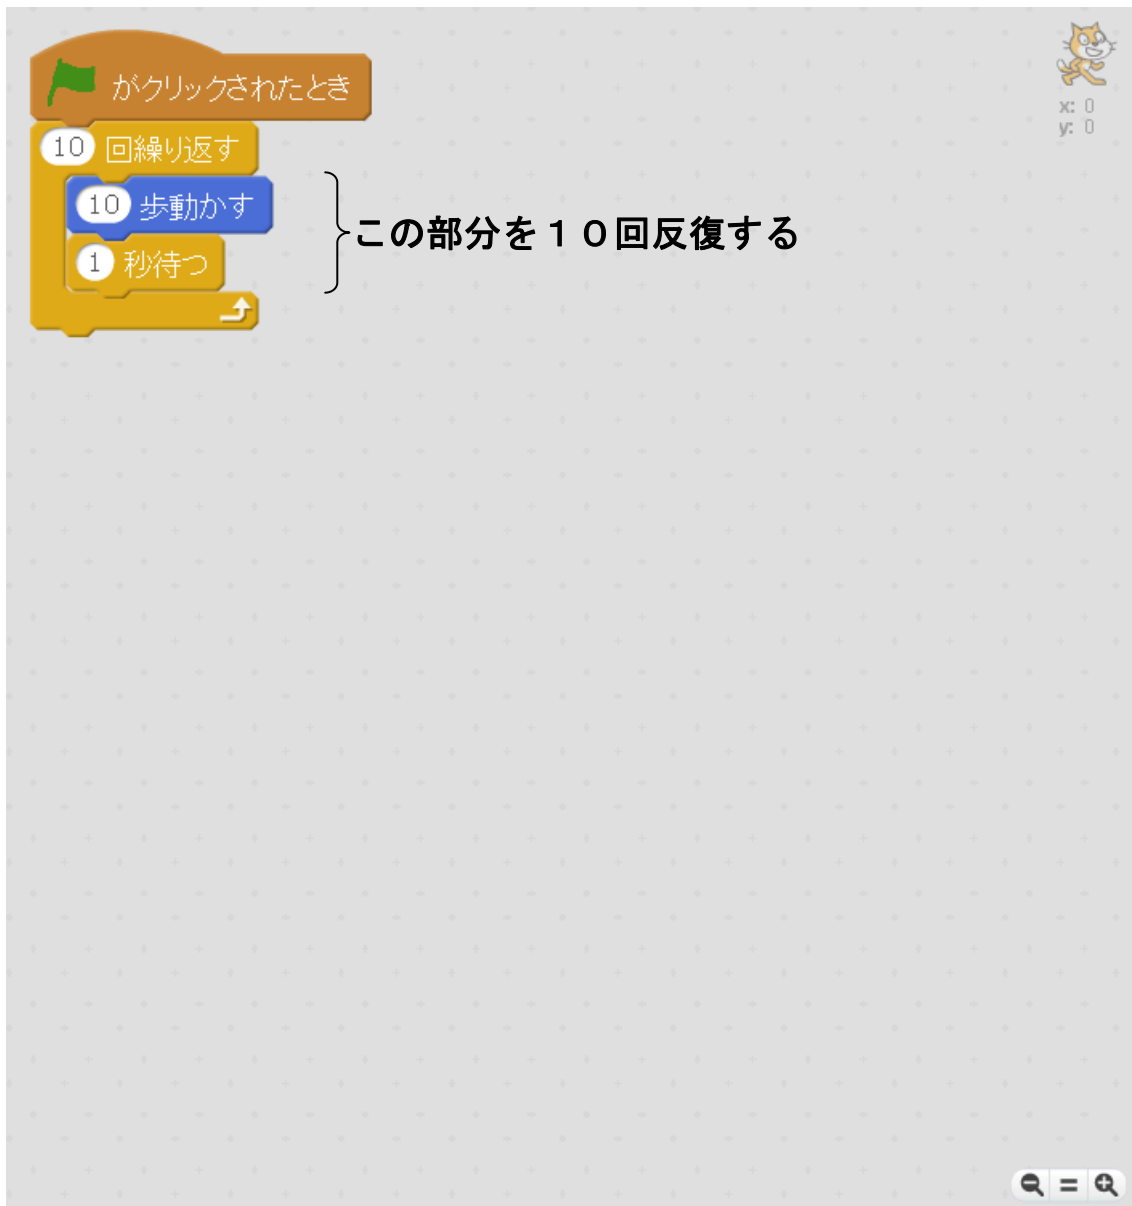 がクリックされたとき
10 回繰り返す
10 歩動かす
1 秒待つ
この部分を１０回反復する
x: 0
y: 0